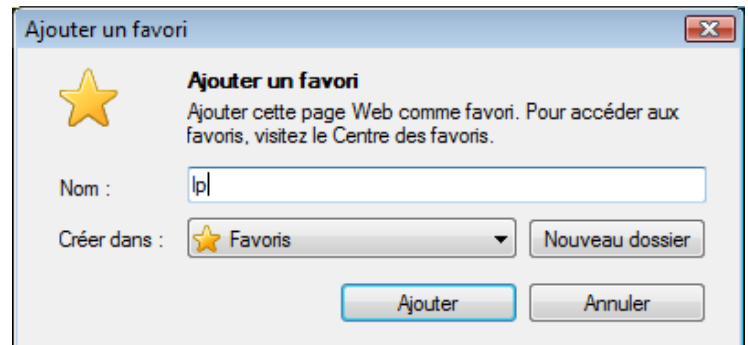 Ajouter un favori
Ajouter un favori
Ajouter cette page Web comme favori. Pour accéder aux
favoris, visitez le Centre des favoris.
Nom : lp
Créer dans : Favoris Nouveau dossier
Ajouter Annuler